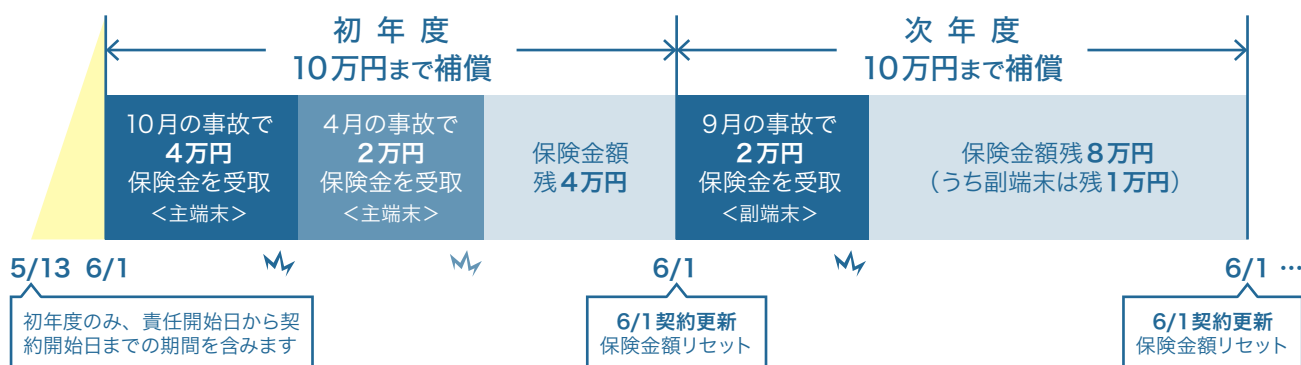 初年度
10万円まで補償
次年度
10万円まで補償
10月の事故で
4万円
保険金を受取
＜主端末＞
4月の事故で
2万円
保険金を受取
＜主端末＞
保険金額
残4万円
9月の事故で
2万円
保険金を受取
＜副端末＞
保険金額残8万円
（うち副端末は残1万円）
5/13 6/1
6/1
6/1 …
初年度のみ、責任開始日から契
約開始日までの期間を含みます
6/1契約更新
保険金額リセット
6/1契約更新
保険金額リセット